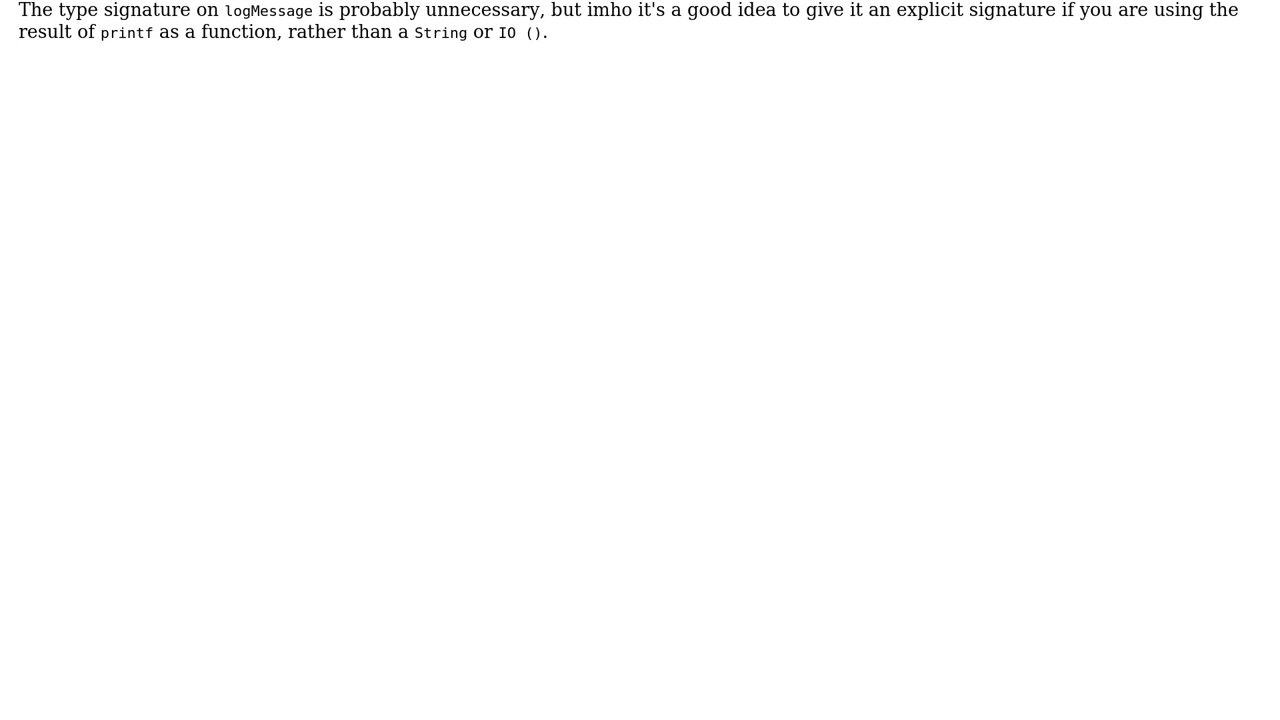 The type signature on logMessage is probably unnecessary, but imho it's a good idea to give it an explicit signature if you are using the
result of printf as a function, rather than a String or IO ().